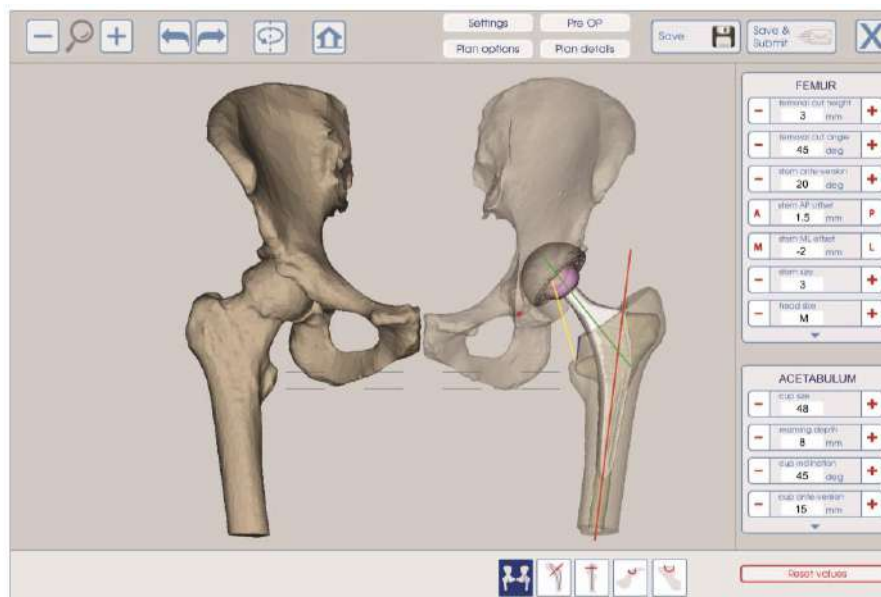 Settings
Pre OP
Plan options
Plan details
Save
Save &
Submit
X
FEMUR
femoral cut height
3 mm
femoral cut angle
45 deg
stem ante-version
20 deg
stem AP offset
A 1.5 mm P
stem ML offset
M -2 mm L
stem size
3
head size
M
ACETABULUM
cup size
48
reaming depth
8 mm
cup inclination
45 deg
cup ante-version
15 mm
Reset values